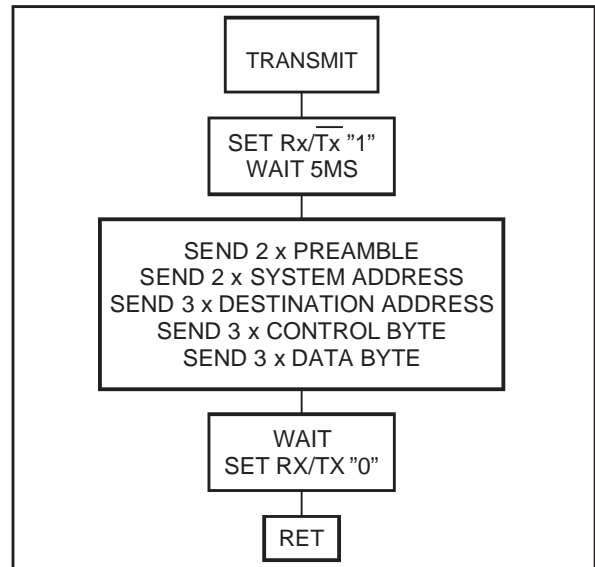 TRANSMIT
SET Rx/T̅x̅ ”1”
WAIT 5MS
SEND 2 x PREAMBLE
SEND 2 x SYSTEM ADDRESS
SEND 3 x DESTINATION ADDRESS
SEND 3 x CONTROL BYTE
SEND 3 x DATA BYTE
WAIT
SET RX/TX ”0”
RET